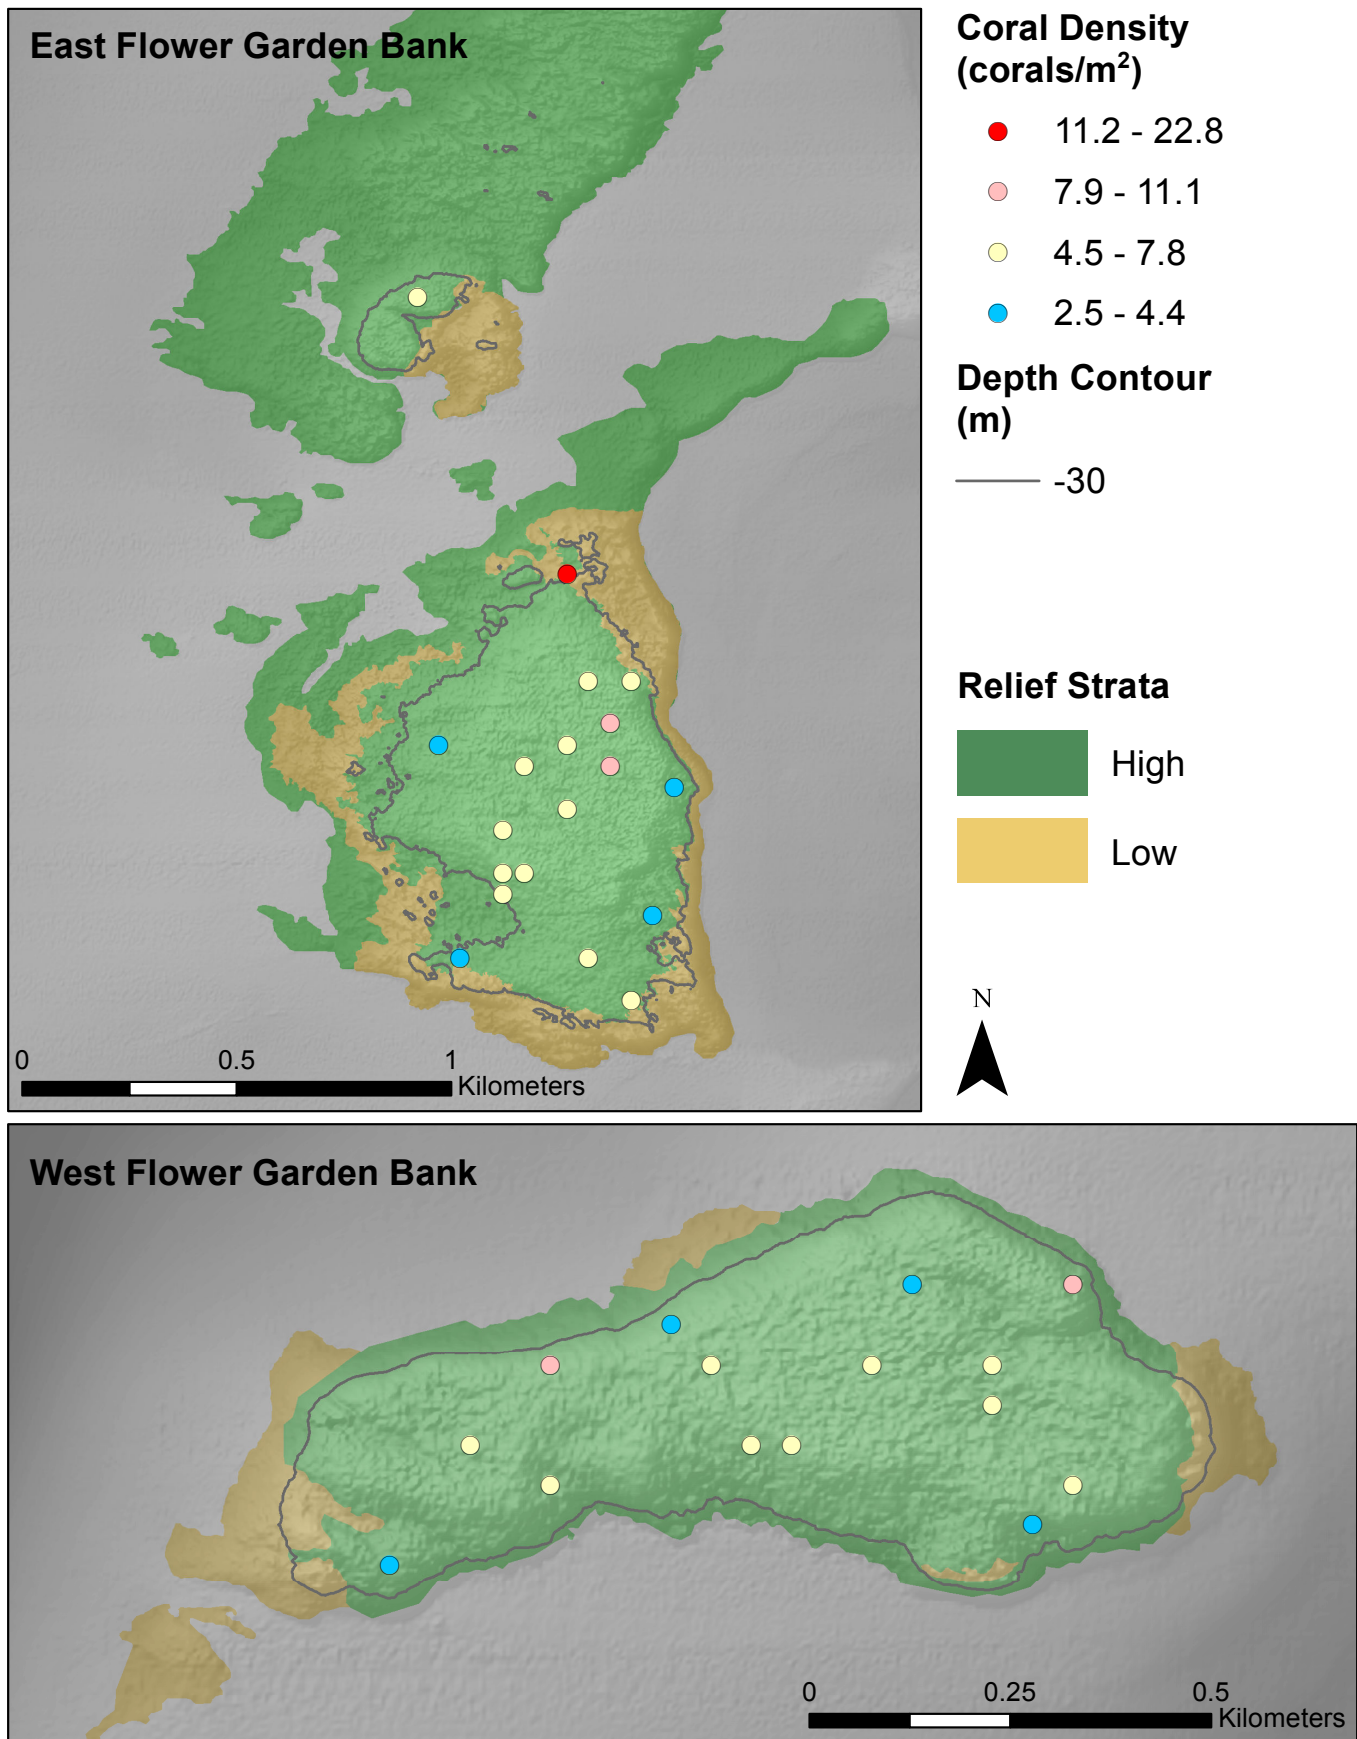 East Flower Garden Bank
0 0.5 1
Kilometers
Coral Density
(corals/m²)
11.2 - 22.8
7.9 - 11.1
4.5 - 7.8
2.5 - 4.4
Depth Contour
(m)
-30
Relief Strata
High
Low
N
West Flower Garden Bank
0 0.25 0.5
Kilometers